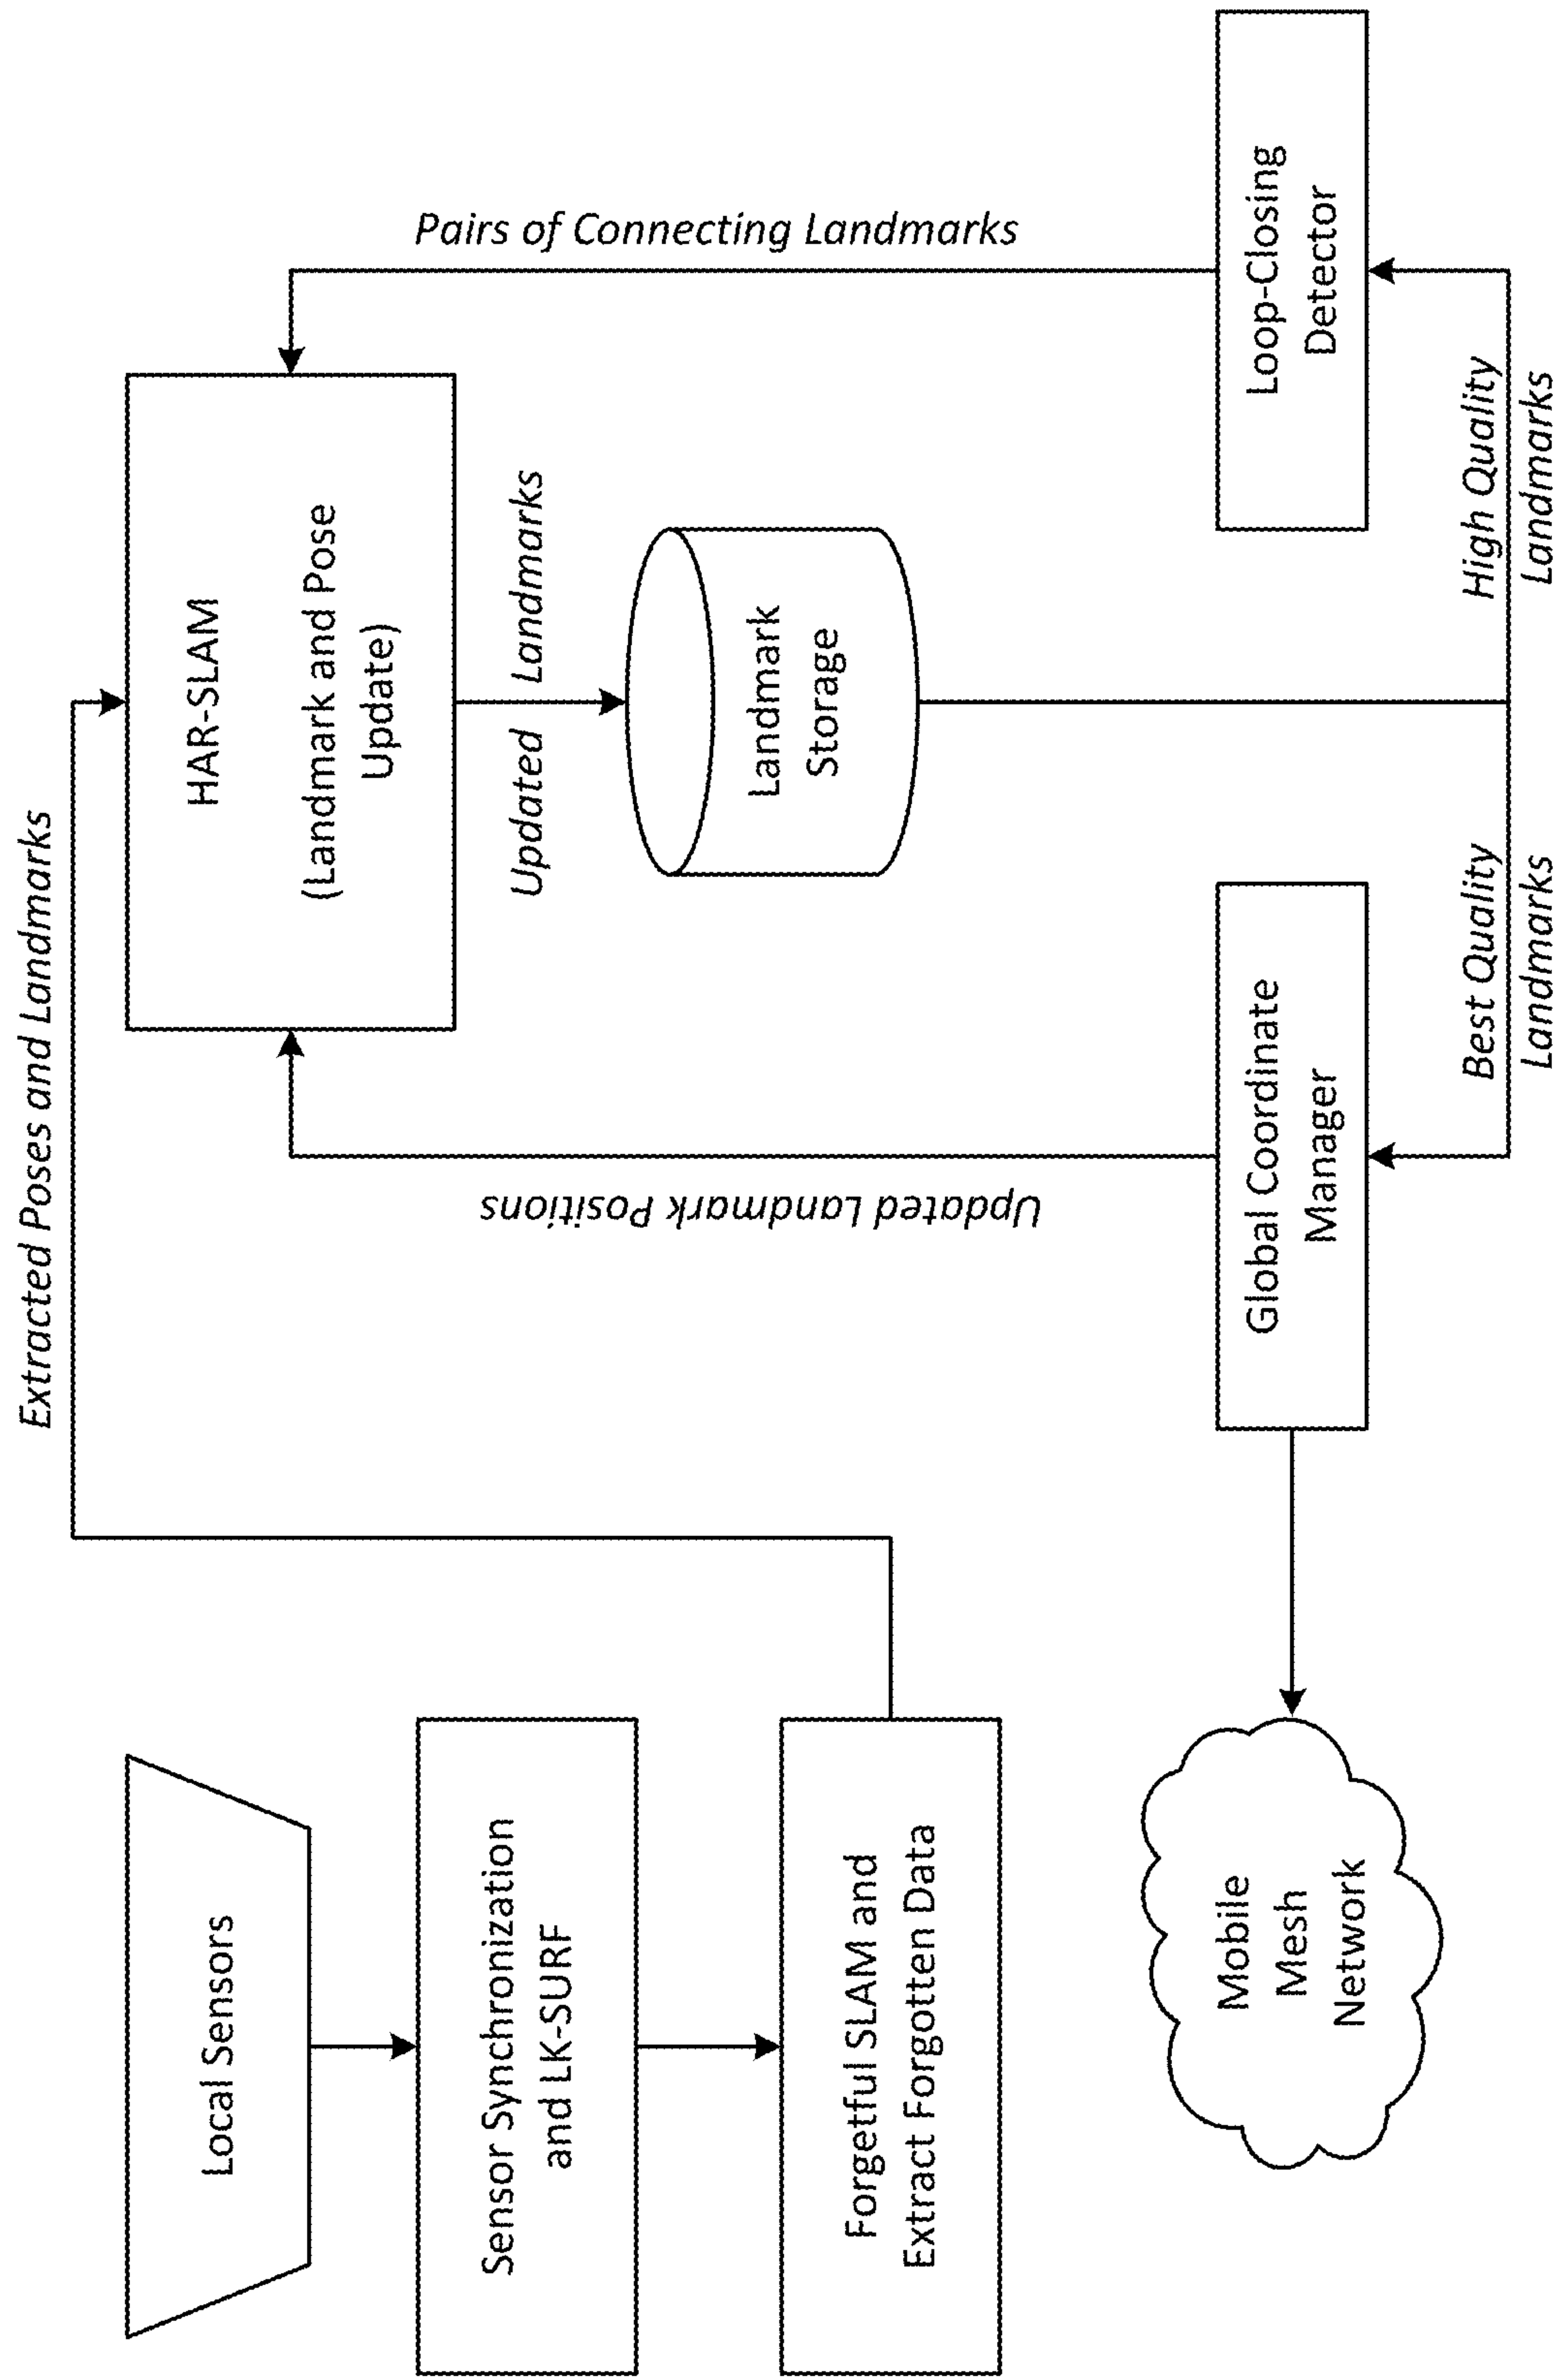 Local Sensors
Sensor Synchronization
and LK-SURF
Forgetful SLAM and
Extract Forgotten Data
Extracted Poses and Landmarks
HAR-SLAM
(Landmark and Pose
Update)
Updated Landmarks
Landmark
Storage
Updated Landmark Positions
Pairs of Connecting Landmarks
Mobile
Mesh
Network
Global Coordinate
Manager
Loop-Closing
Detector
Best Quality
Landmarks
High Quality
Landmarks